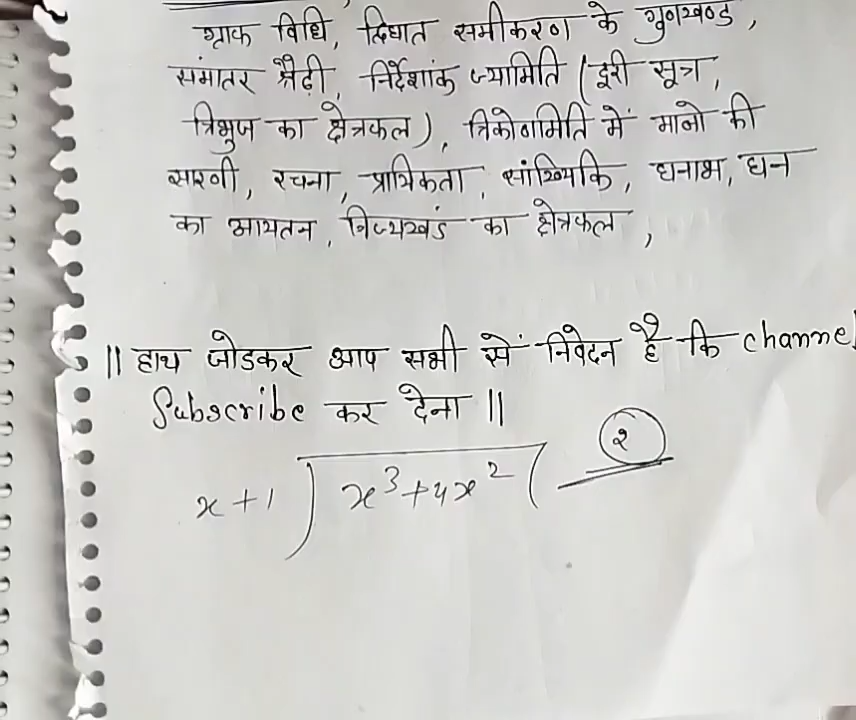 ग्राफ विधि, द्विघात समीकरण के गुणखण्ड,
समांतर श्रैढ़ी, निर्देशांक ज्यामिति (दूरी सूत्र,
त्रिभुज का क्षेत्रफल), त्रिकोणमिति में मानो की
सारणी, रचना, प्रायिकता, सांख्यिकि, घनाभ, घन
का आयतन, त्रिज्यखंड का क्षेत्रफल,
|| हाथ जोडकर आप सभी सें निवेदन है कि channel
Subscribe कर देना ||
x+1 ) x³+4x² ( २